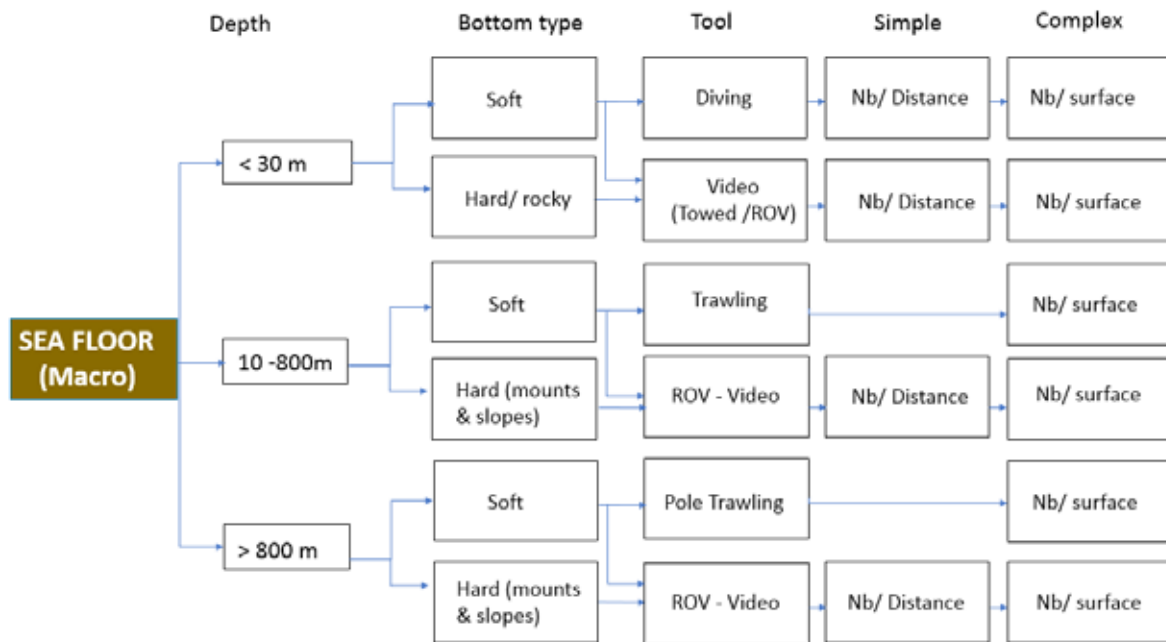 Depth
Bottom type
Tool
Simple
Complex
Soft
Diving
Nb/ Distance
Nb/ surface
< 30 m
Hard/ rocky
Video
(Towed /ROV)
Nb/ Distance
Nb/ surface
SEA FLOOR
(Macro)
10 -800m
Soft
Trawling
Nb/ surface
Hard (mounts
& slopes)
ROV - Video
Nb/ Distance
Nb/ surface
> 800 m
Soft
Pole Trawling
Nb/ surface
Hard (mounts
& slopes)
ROV - Video
Nb/ Distance
Nb/ surface